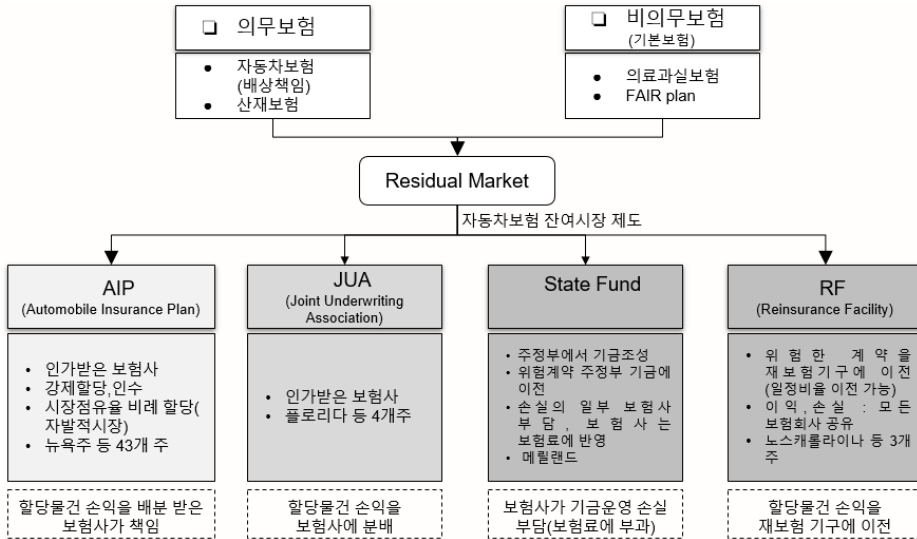 ❏ 의무보험
● 자동차보험
(배상책임)
● 산재보험
❏ 비의무보험
(기본보험)
● 의료과실보험
● FAIR plan
Residual Market
자동차보험 잔여시장 제도
AIP
(Automobile Insurance Plan)
• 인가받은 보험사
• 강제할당,인수
• 시장점유율 비례 할당(
자발적시장)
• 뉴욕주 등 43개 주
할당물건 손익을 배분 받은
보험사가 책임
JUA
(Joint Underwriting
Association)
• 인가받은 보험사
• 플로리다 등 4개주
할당물건 손익을
보험사에 분배
State Fund
• 주정부에서 기금조성
• 위험계약 주정부 기금에
이전
• 손실의 일부 보험사
부담, 보험사는
보험료에 반영
• 메릴랜드
보험사가 기금운영 손실
부담(보험료에 부과)
RF
(Reinsurance Facility)
• 위험한 계약을
재보험기구에 이전
(일정비율 이전 가능)
• 이익,손실 : 모든
보험회사 공유
• 노스캐롤라이나 등 3개
주
할당물건 손익을
재보험 기구에 이전